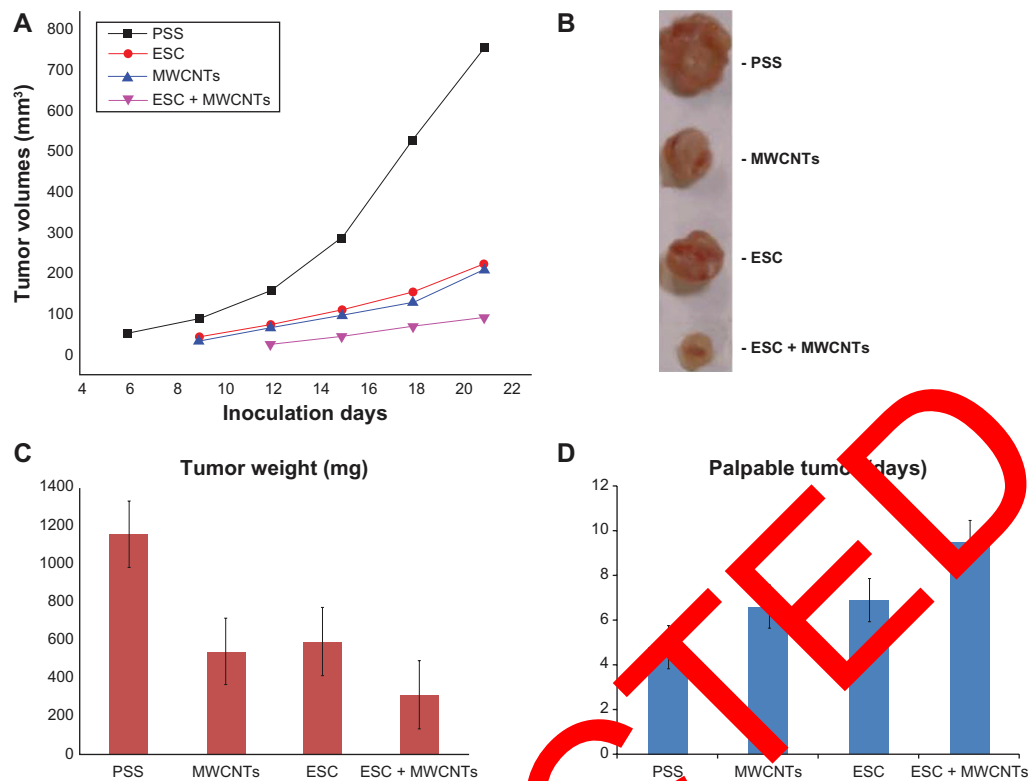 A
800
700
500
400
300
200
100
0
Tumor volumes (mm³)
PSS
ESC
MWCNTs
ESC + MWCNTs
4 6 8 10 12 14 16 18 20 22
Inoculation days
B
- PSS
- MWCNTs
- ESC
- ESC + MWCNTs
C
Tumor weight (mg)
1400
1200
1000
800
600
400
200
0
PSS MWCNTs ESC ESC + MWCNTs
D
Palpable tumor (days)
12
10
8
6
4
2
0
PSS MWCNTs ESC ESC + MWCNTs
CTED